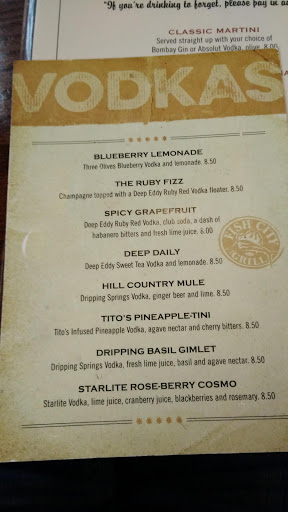 "If you're drinking to forget, please pay in a
CLASSIC MARTINI
Served straight up with your choice of
Bombay Gin or Absolut Vodka, olive. 8.00
VODKAS
BLUEBERRY LEMONADE
Three Olives Blueberry Vodka and lemonade. 8.50
THE RUBY FIZZ
Champagne topped with a Deep Eddy Ruby Red Vodka floater. 8.50
SPICY GRAPEFRUIT
Deep Eddy Ruby Red Vodka, club soda, a dash of
habanero bitters and fresh lime juice. 6.00
FISH CITY
GRILL
DEEP DAILY
Deep Eddy Sweet Tea Vodka and lemonade. 8.50
HILL COUNTRY MULE
Dripping Springs Vodka, ginger beer and lime. 8.50
TITO'S PINEAPPLE-TINI
Tito's Infused Pineapple Vodka, agave nectar and cherry bitters. 8.50
DRIPPING BASIL GIMLET
Dripping Springs Vodka, fresh lime juice, basil and agave nectar. 8.50
STARLITE ROSE-BERRY COSMO
Starlite Vodka, lime juice, cranberry juice, blackberries and rosemary. 8.50